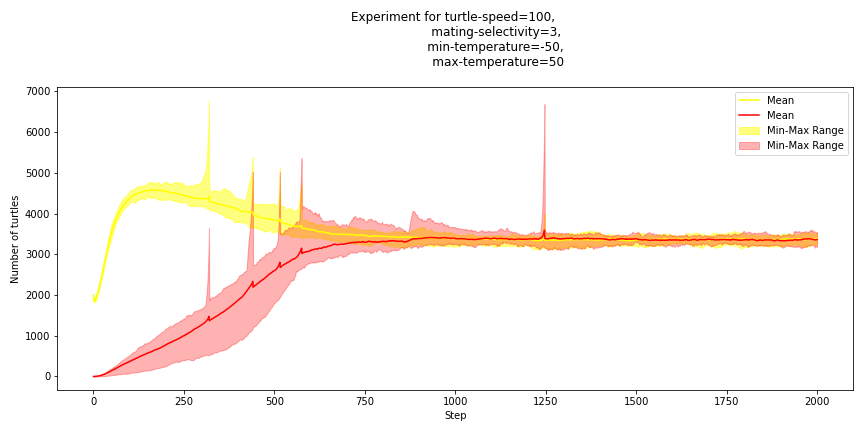 Experiment for turtle-speed=100,
mating-selectivity=3,
min-temperature=-50,
max-temperature=50
7000
6000
5000
4000
3000
2000
1000
0
Number of turtles
Mean
Mean
Min-Max Range
Min-Max Range
0 250 500 750 1000 1250 1500 1750 2000
Step